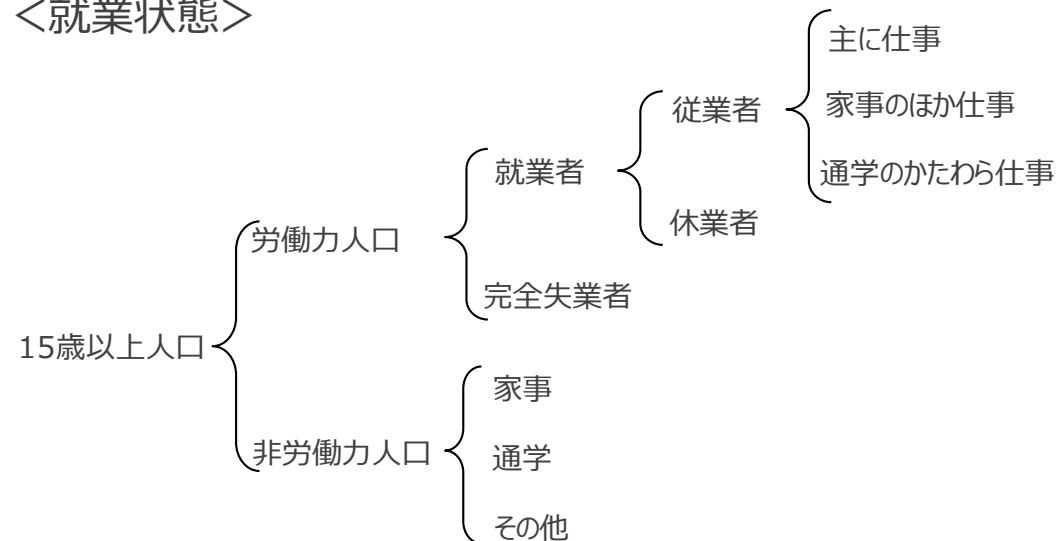 <就業状態>
主に仕事
従業者
家事のほか仕事
就業者
通学のかたわら仕事
休業者
労働力人口
完全失業者
15歳以上人口
家事
非労働力人口
通学
その他